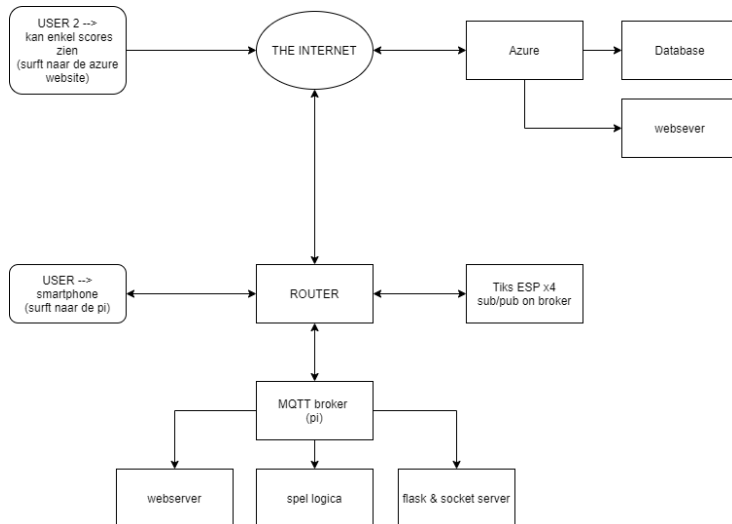 USER 2 -->
kan enkel scores
zien
(surft naar de azure
website)
THE INTERNET
Azure
Database
websever
USER -->
smartphone
(surft naar de pi)
ROUTER
Tiks ESP x4
sub/pub on broker
MQTT broker
(pi)
webserver
spel logica
flask & socket server